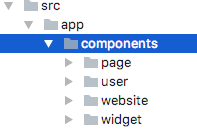 src
app
components
page
user
website
widget